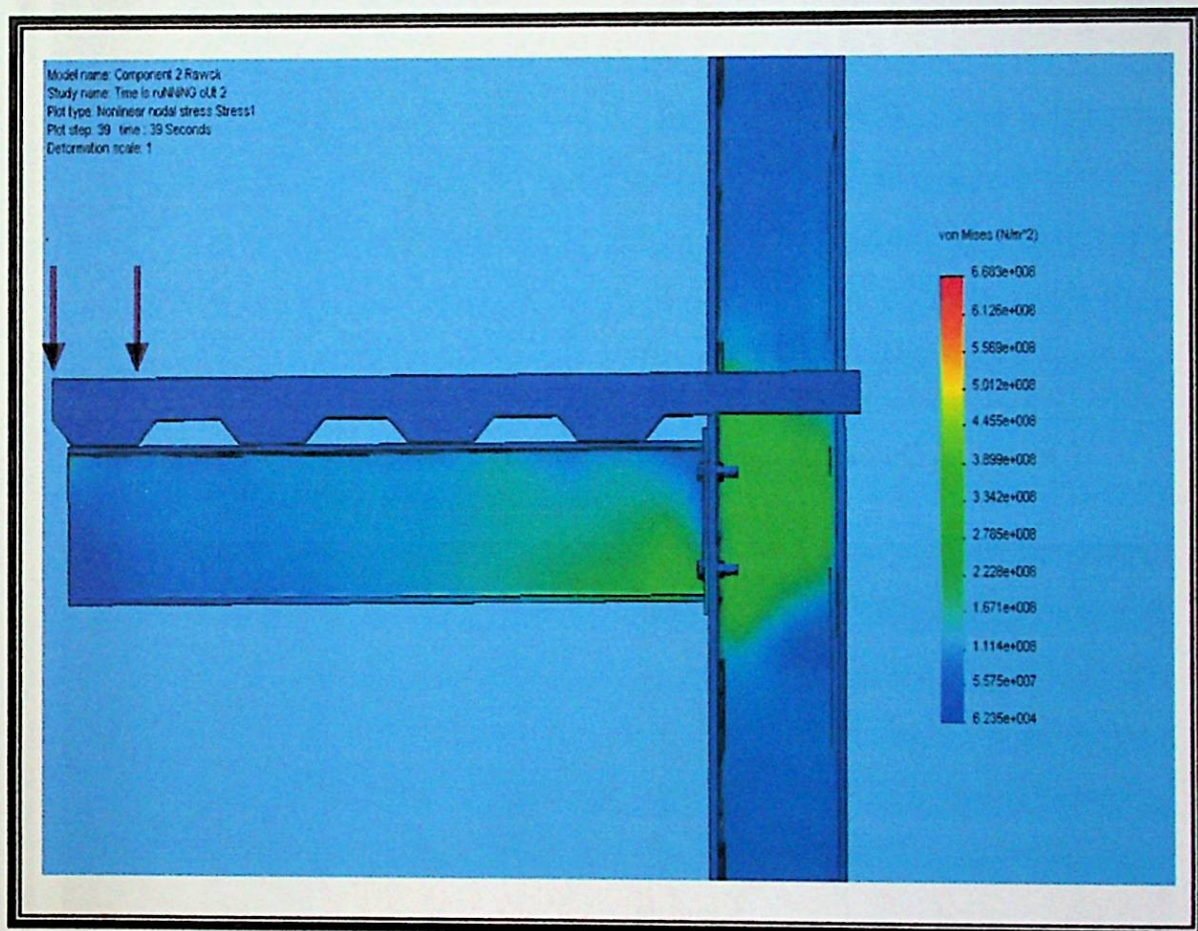 Model name: Component 2 Rawck
Study name: Time is ruNNiNG oUt 2
Plot type: Nonlinear nodal stress Stress1
Plot step: 39 time : 39 Seconds
Deformation scale: 1
von Mises (N/m^2)
6.683e+008
6.126e+008
5.569e+008
5.012e+008
4.455e+008
3.899e+008
3.342e+008
2.785e+008
2.228e+008
1.671e+008
1.114e+008
5.575e+007
6.235e+004